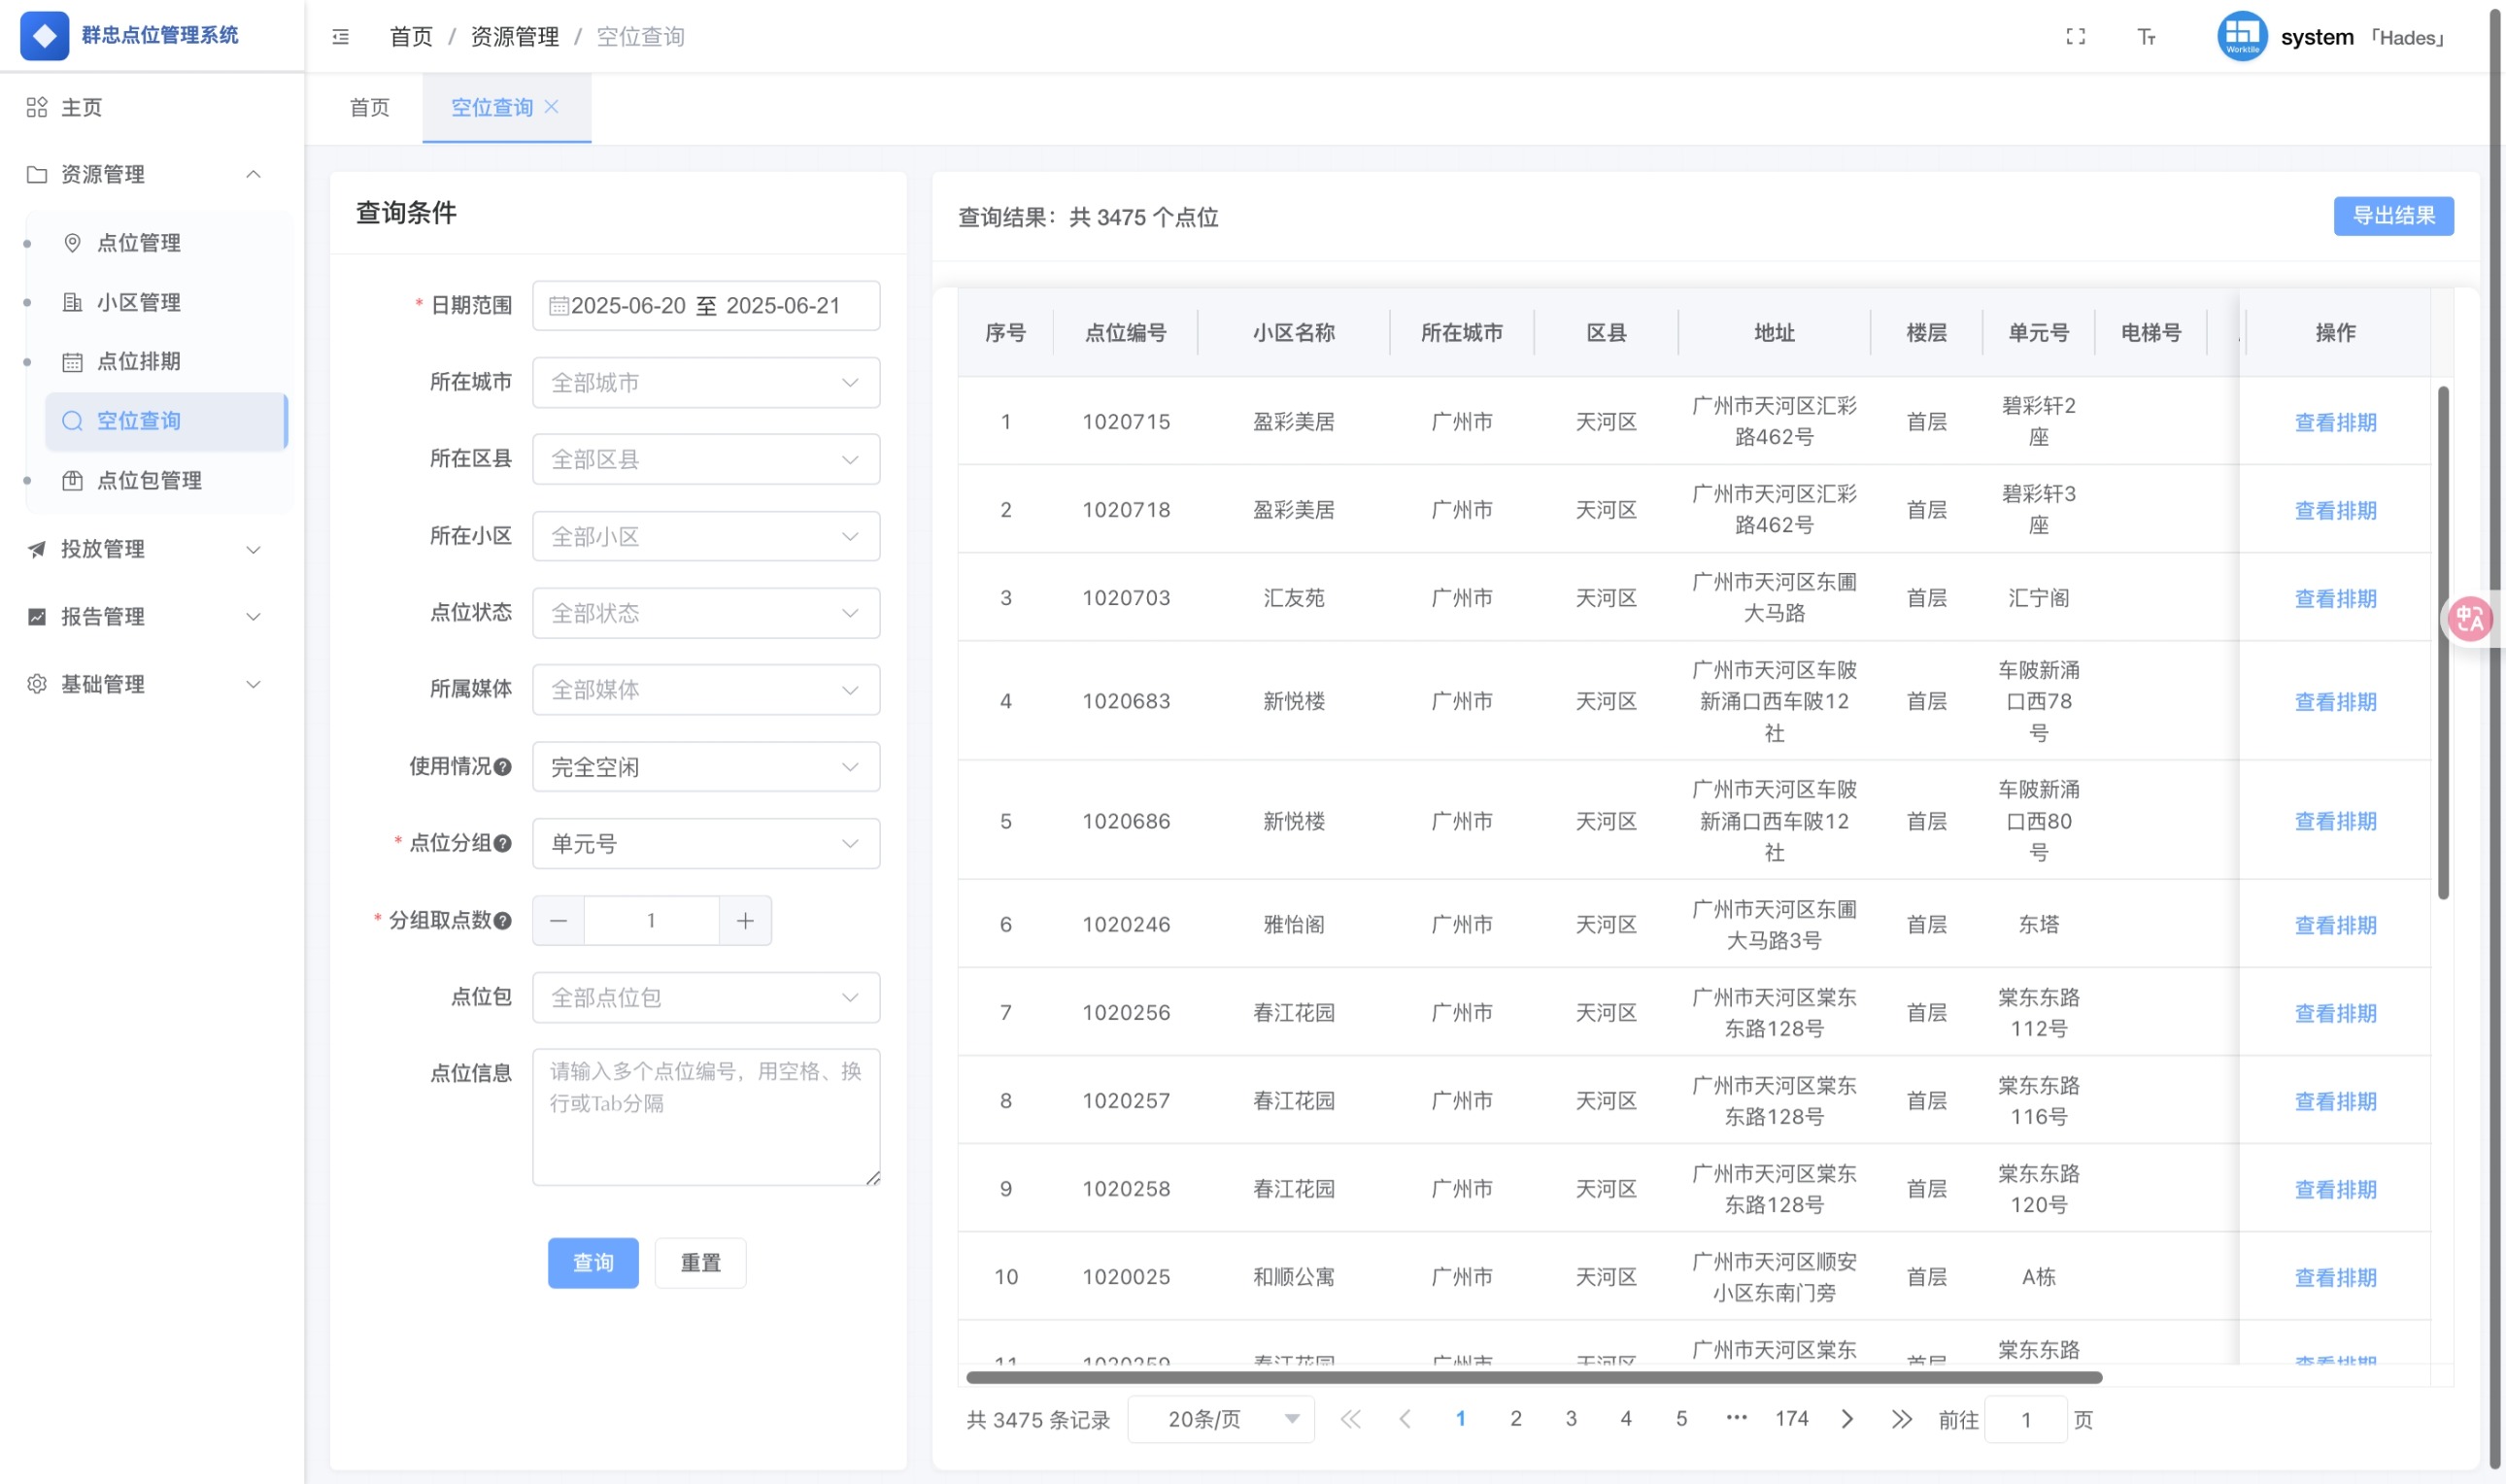 群忠点位管理系统
首页 / 资源管理 / 空位查询
Worktile
system 「Hades」
主页
资源管理
点位管理
小区管理
点位排期
空位查询
点位包管理
投放管理
报告管理
基础管理
首页
空位查询
查询条件
* 日期范围 2025-06-20 至 2025-06-21
所在城市 全部城市
所在区县 全部区县
所在小区 全部小区
点位状态 全部状态
所属媒体 全部媒体
使用情况 完全空闲
* 点位分组 单元号
* 分组取点数 1
点位包 全部点位包
点位信息 请输入多个点位编号，用空格、换
行或Tab分隔
查询 重置
查询结果：共 3475 个点位
导出结果
序号 点位编号 小区名称 所在城市 区县 地址 楼层 单元号 电梯号 操作
1 1020715 盈彩美居 广州市 天河区 广州市天河区汇彩路462号 首层 碧彩轩2座 查看排期
2 1020718 盈彩美居 广州市 天河区 广州市天河区汇彩路462号 首层 碧彩轩3座 查看排期
3 1020703 汇友苑 广州市 天河区 广州市天河区东圃大马路 首层 汇宁阁 查看排期
4 1020683 新悦楼 广州市 天河区 广州市天河区车陂新涌口西车陂12社 首层 车陂新涌口西78号 查看排期
5 1020686 新悦楼 广州市 天河区 广州市天河区车陂新涌口西车陂12社 首层 车陂新涌口西80号 查看排期
6 1020246 雅怡阁 广州市 天河区 广州市天河区东圃大马路3号 首层 东塔 查看排期
7 1020256 春江花园 广州市 天河区 广州市天河区棠东东路128号 首层 棠东东路112号 查看排期
8 1020257 春江花园 广州市 天河区 广州市天河区棠东东路128号 首层 棠东东路116号 查看排期
9 1020258 春江花园 广州市 天河区 广州市天河区棠东东路128号 首层 棠东东路120号 查看排期
10 1020025 和顺公寓 广州市 天河区 广州市天河区顺安小区东南门旁 首层 A栋 查看排期
11 1020259 春江花园 广州市 天河区 广州市天河区棠东 首层 棠东东路 查看排期
共 3475 条记录 20条/页 1 2 3 4 5 ··· 174 前往 1 页